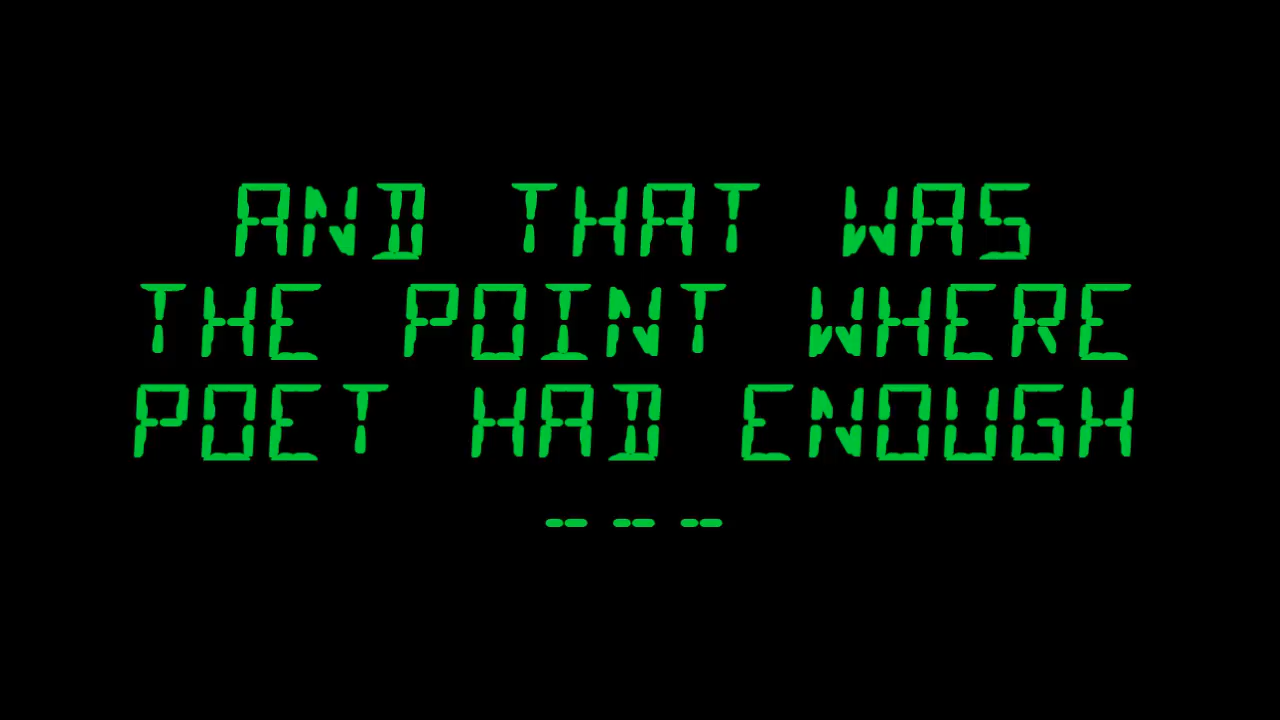 AND THAT WAS
THE POINT WHERE
POET HAD ENOUGH
---